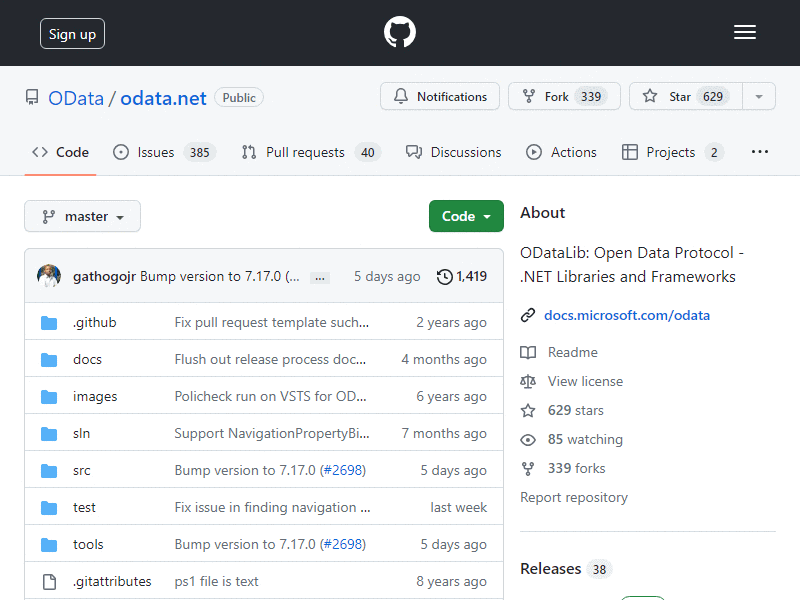 Sign up
OData / odata.net Public
Notifications
Fork 339
Star 629
Code
Issues 385
Pull requests 40
Discussions
Actions
Projects 2
master
Code
gathogojr Bump version to 7.17.0 (... ... 5 days ago 1,419
.github Fix pull request template such... 2 years ago
docs Flush out release process doc... 4 months ago
images Policheck run on VSTS for OD... 6 years ago
sln Support NavigationPropertyBi... 7 months ago
src Bump version to 7.17.0 (#2698) 5 days ago
test Fix issue in finding navigation ... last week
tools Bump version to 7.17.0 (#2698) 5 days ago
.gitattributes ps1 file is text 8 years ago
About
ODataLib: Open Data Protocol -
.NET Libraries and Frameworks
docs.microsoft.com/odata
Readme
View license
629 stars
85 watching
339 forks
Report repository
Releases 38